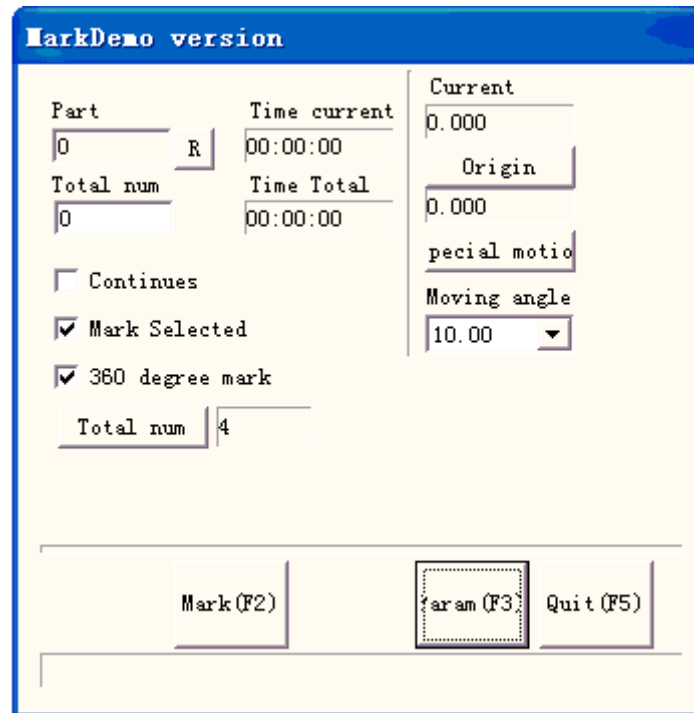 MarkDemo version
Part
Time current
0
R
00:00:00
Total num
Time Total
0
00:00:00
Continues
Mark Selected
360 degree mark
Total num
4
Current
0.000
Origin
0.000
pecial motio
Moving angle
10.00
Mark(F2)
aram(F3)
Quit(F5)